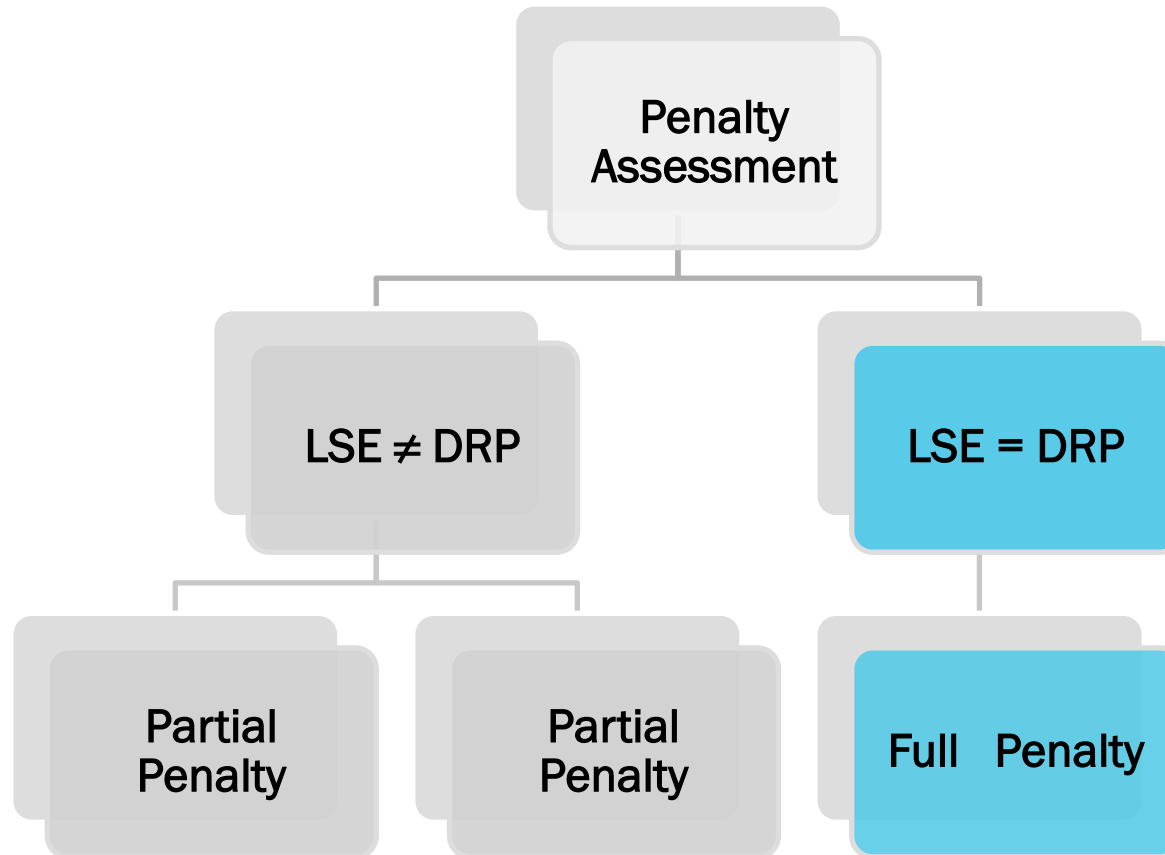 Penalty
Assessment
LSE ≠ DRP
LSE = DRP
Partial
Penalty
Partial
Penalty
Full Penalty